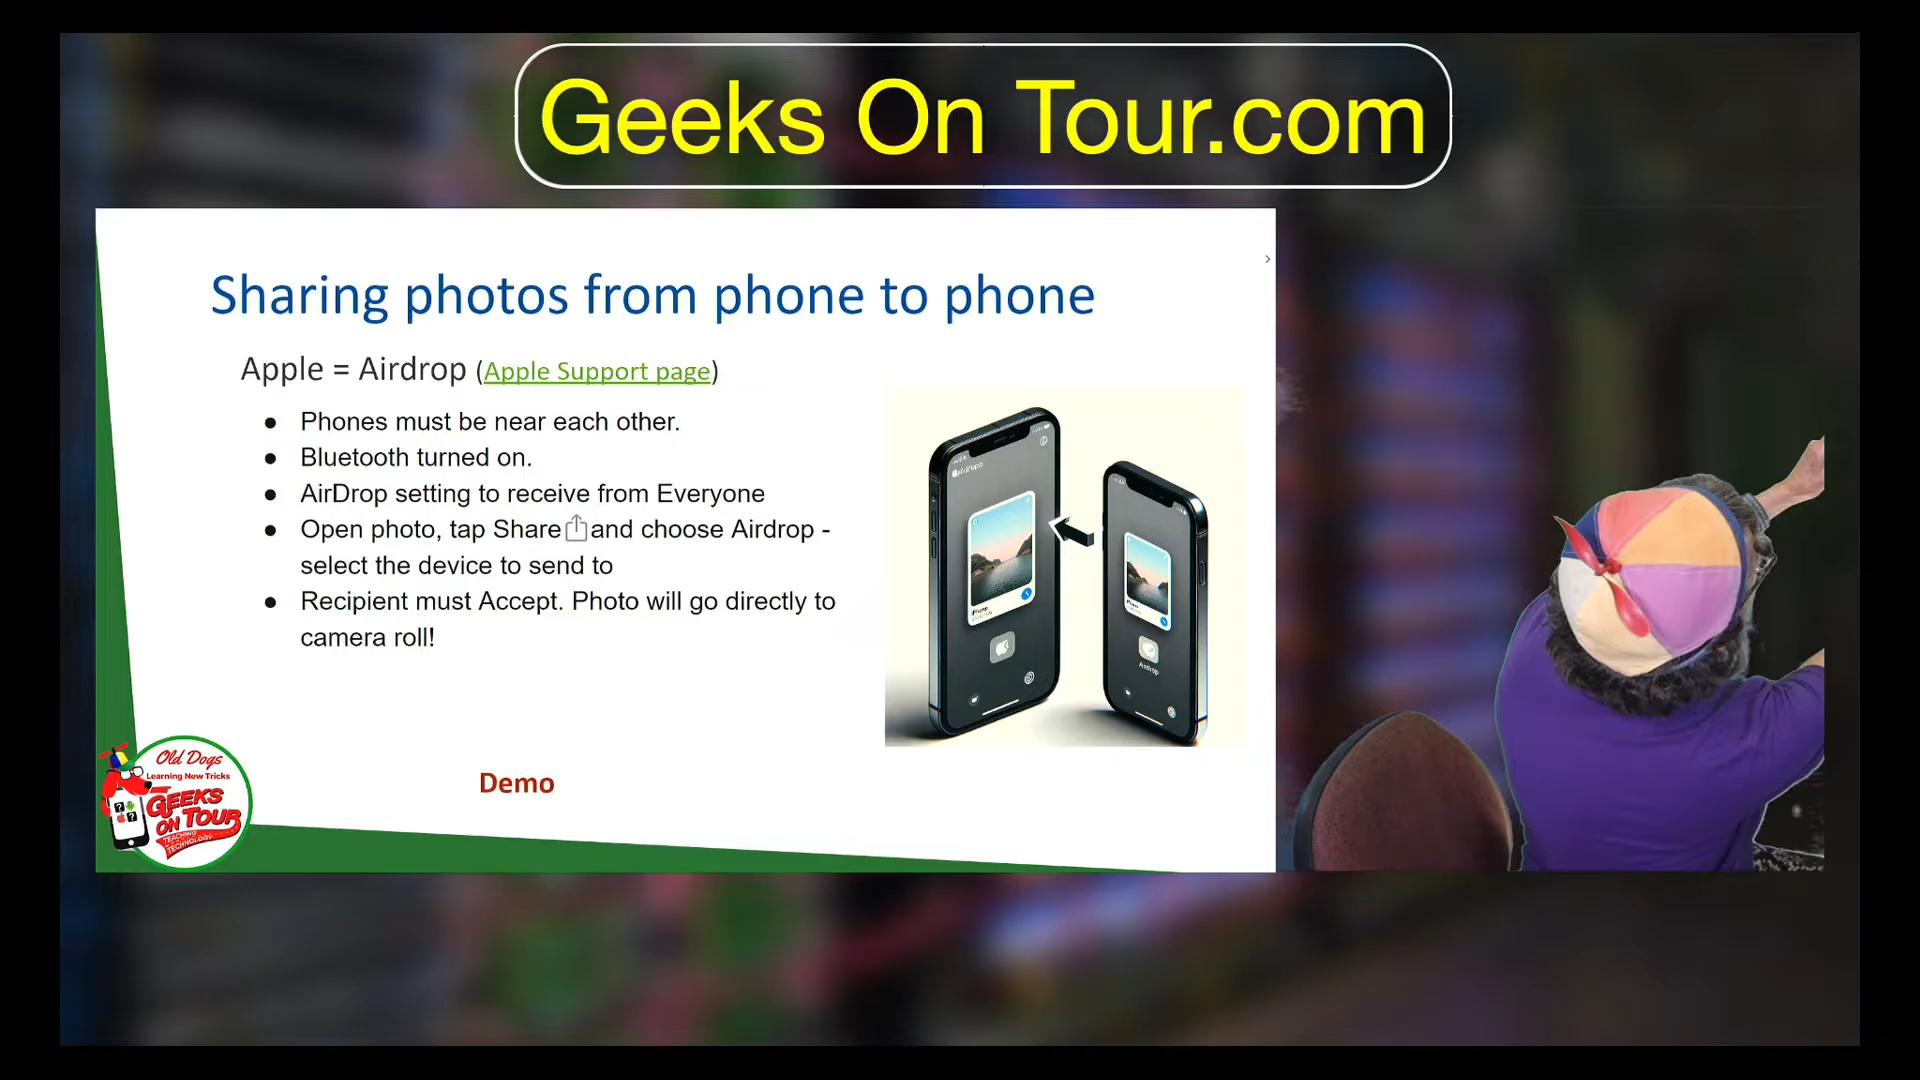 Geeks On Tour.com
Sharing photos from phone to phone
Apple = Airdrop (Apple Support page)
● Phones must be near each other.
● Bluetooth turned on.
● AirDrop setting to receive from Everyone
● Open photo, tap Share and choose Airdrop -
select the device to send to
● Recipient must Accept. Photo will go directly to
camera roll!
Airdrop
Demo
Old Dogs
Learning New Tricks
GEEKS
ON TOUR
TEACHING
TECHNOLOGY